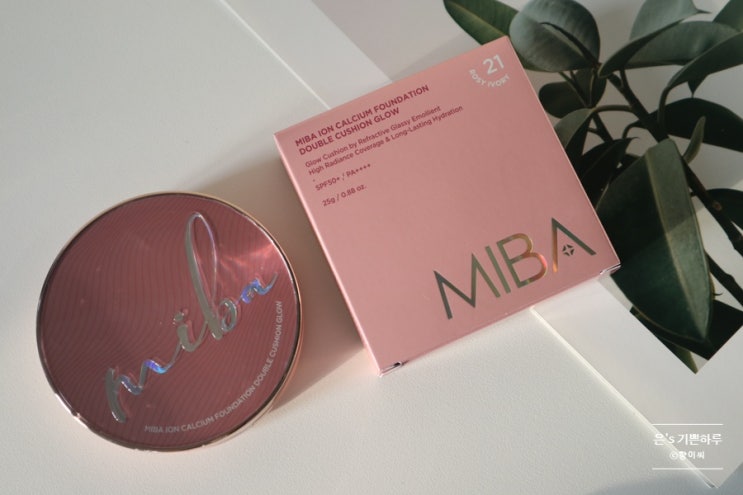 miba
MIBA ION CALCIUM FOUNDATION DOUBLE CUSHION GLOW
21
ROSY IVORY
MIBA ION CALCIUM FOUNDATION
DOUBLE CUSHION GLOW
Glow Cushion by Refractive Glassy Emollient
High Radiance Coverage & Long-Lasting Hydration
SPF50+ / PA++++
25g / 0.88 oz.
MIBA
은's 기쁜하루